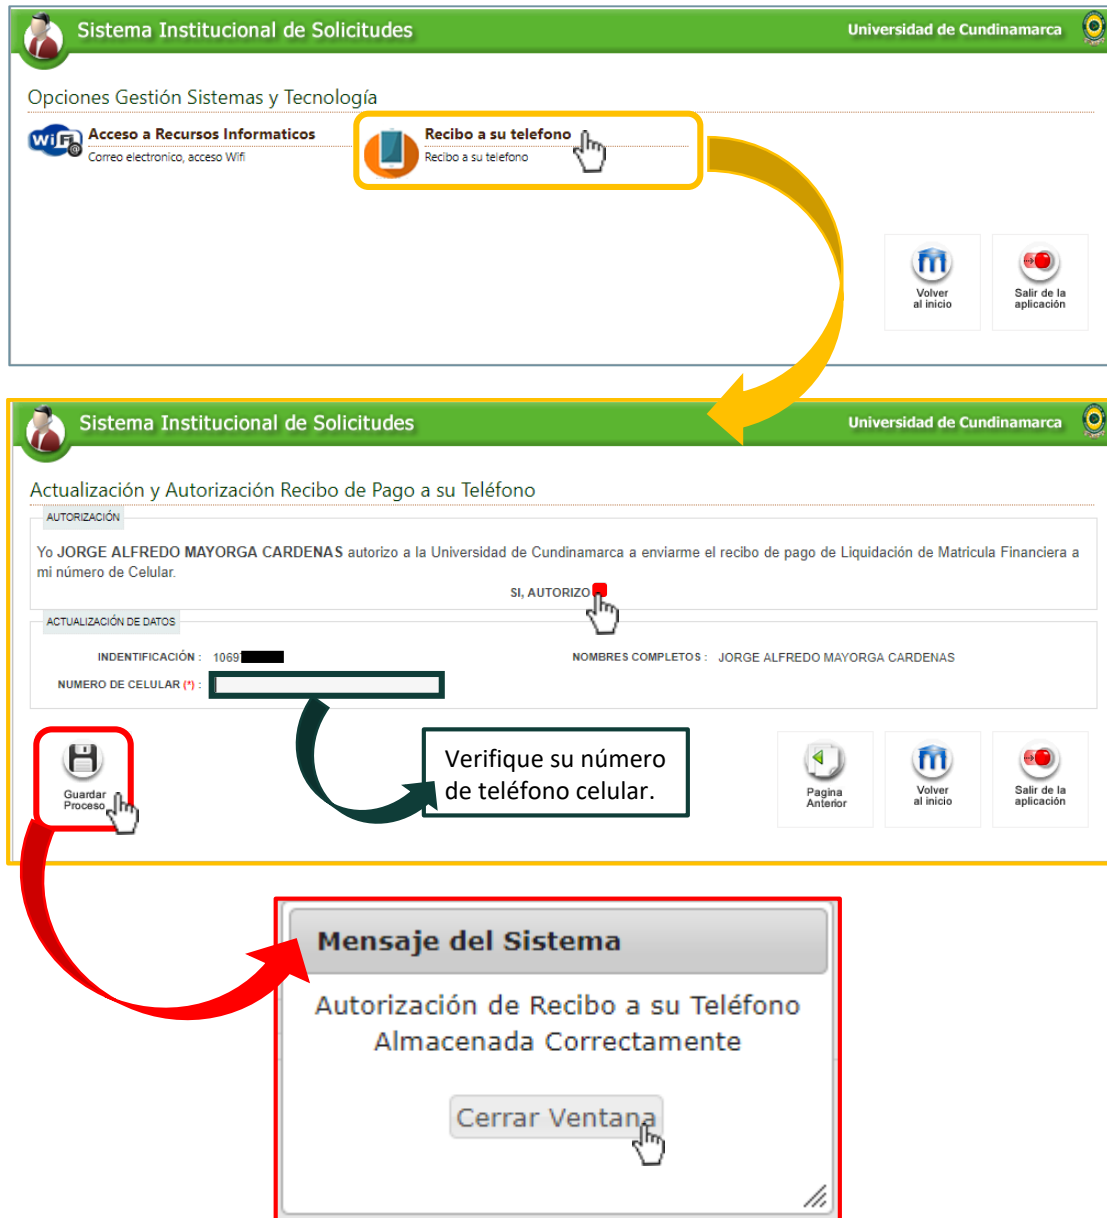 Sistema Institucional de Solicitudes
Universidad de Cundinamarca
Opciones Gestión Sistemas y Tecnología
WiFi @
Acceso a Recursos Informaticos
Correo electronico, acceso Wifi
Recibo a su telefono
Recibo a su telefono
Volver
al inicio
Salir de la
aplicación
Sistema Institucional de Solicitudes
Universidad de Cundinamarca
Actualización y Autorización Recibo de Pago a su Teléfono
AUTORIZACIÓN
Yo JORGE ALFREDO MAYORGA CARDENAS autorizo a la Universidad de Cundinamarca a enviarme el recibo de pago de Liquidación de Matricula Financiera a
mi número de Celular.
SI, AUTORIZO
ACTUALIZACIÓN DE DATOS
INDENTIFICACIÓN : 1069
NOMBRES COMPLETOS : JORGE ALFREDO MAYORGA CARDENAS
NUMERO DE CELULAR (*) :
Guardar
Proceso
Verifique su número
de teléfono celular.
Pagina
Anterior
Volver
al inicio
Salir de la
aplicación
Mensaje del Sistema
Autorización de Recibo a su Teléfono
Almacenada Correctamente
Cerrar Ventana